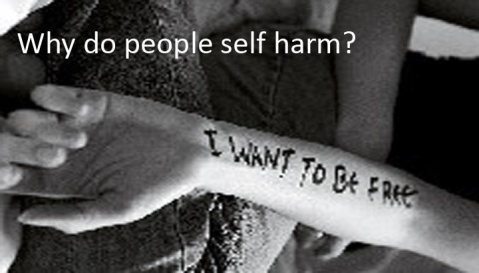 Why do people self harm?
I WANT TO BE FREE